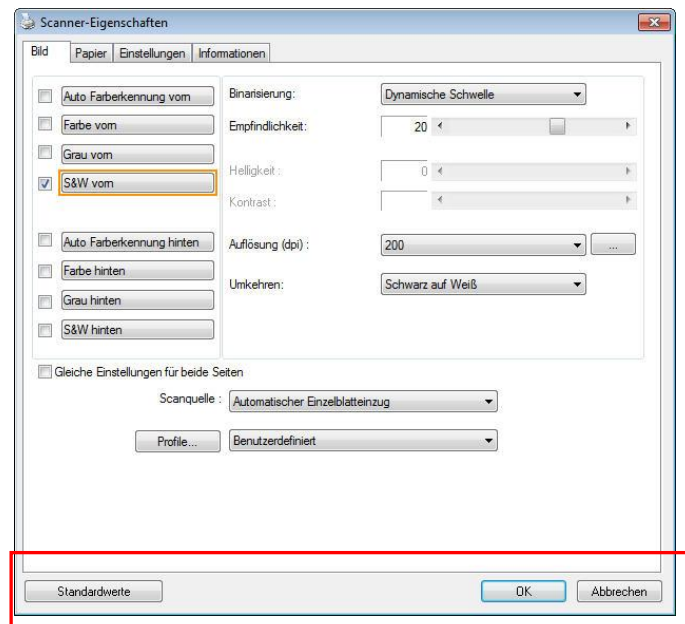 Scanner-Eigenschaften
Bild Papier Einstellungen Informationen
Auto Farberkennung vorn Binarisierung: Dynamische Schwelle
Farbe vorn Empfindlichkeit: 20
Grau vorn
Helligkeit : 0
S&W vorn
Kontrast :
Auto Farberkennung hinten Auflösung (dpi) : 200 ...
Farbe hinten
Umkehren: Schwarz auf Weiß
Grau hinten
S&W hinten
Gleiche Einstellungen für beide Seiten
Scanquelle : Automatischer Einzelblatteinzug
Profile... Benutzerdefiniert
Standardwerte OK Abbrechen